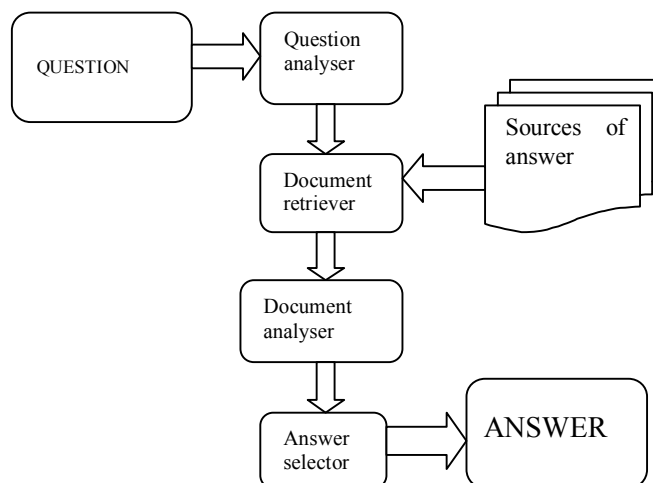 QUESTION
Question
analyser
Sources of
answer
Document
retriever
Document
analyser
Answer
selector
ANSWER